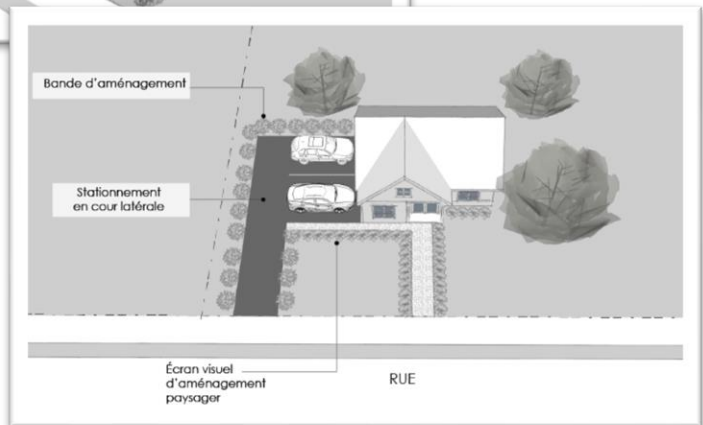 Bande d'aménagement
Stationnement
en cour latérale
Écran visuel
d'aménagement
paysager
RUE